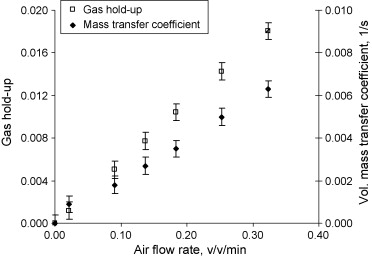 Gas hold-up
Mass transfer coefficient
0.020
0.016
0.012
0.008
0.004
0.000
Gas hold-up
0.010
0.008
0.006
0.004
0.002
0.000
Vol. mass transfer coefficient, 1/s
0.00 0.10 0.20 0.30 0.40
Air flow rate, v/v/min